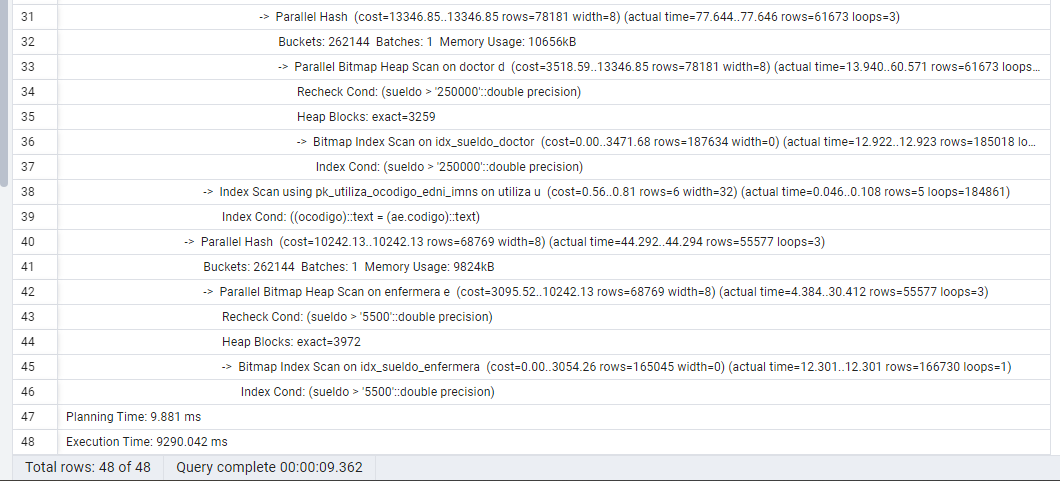 31 -> Parallel Hash (cost=13346.85..13346.85 rows=78181 width=8) (actual time=77.644..77.646 rows=61673 loops=3)
32 Buckets: 262144 Batches: 1 Memory Usage: 10656kB
33 -> Parallel Bitmap Heap Scan on doctor d (cost=3518.59..13346.85 rows=78181 width=8) (actual time=13.940..60.571 rows=61673 loops...
34 Recheck Cond: (sueldo > '250000'::double precision)
35 Heap Blocks: exact=3259
36 -> Bitmap Index Scan on idx_sueldo_doctor (cost=0.00..3471.68 rows=187634 width=0) (actual time=12.922..12.923 rows=185018 lo...
37 Index Cond: (sueldo > '250000'::double precision)
38 -> Index Scan using pk_utiliza_ocodigo_edni_imns on utiliza u (cost=0.56..0.81 rows=6 width=32) (actual time=0.046..0.108 rows=5 loops=184861)
39 Index Cond: ((ocodigo)::text = (ae.codigo)::text)
40 -> Parallel Hash (cost=10242.13..10242.13 rows=68769 width=8) (actual time=44.292..44.294 rows=55577 loops=3)
41 Buckets: 262144 Batches: 1 Memory Usage: 9824kB
42 -> Parallel Bitmap Heap Scan on enfermera e (cost=3095.52..10242.13 rows=68769 width=8) (actual time=4.384..30.412 rows=55577 loops=3)
43 Recheck Cond: (sueldo > '5500'::double precision)
44 Heap Blocks: exact=3972
45 -> Bitmap Index Scan on idx_sueldo_enfermera (cost=0.00..3054.26 rows=165045 width=0) (actual time=12.301..12.301 rows=166730 loops=1)
46 Index Cond: (sueldo > '5500'::double precision)
47 Planning Time: 9.881 ms
48 Execution Time: 9290.042 ms
Total rows: 48 of 48 Query complete 00:00:09.362